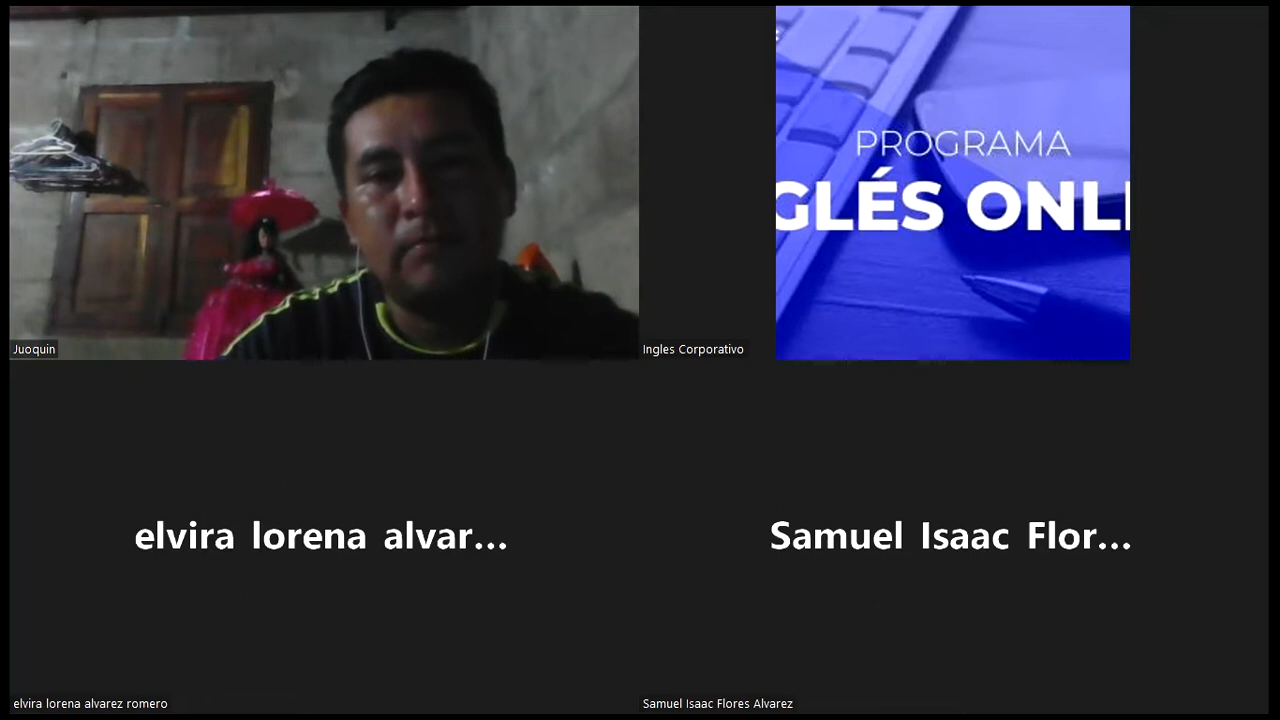 PROGRAMA
GLÉS ONLI
Juoquin
Ingles Corporativo
elvira lorena alvar...
Samuel Isaac Flor...
elvira lorena alvarez romero
Samuel Isaac Flores Alvarez